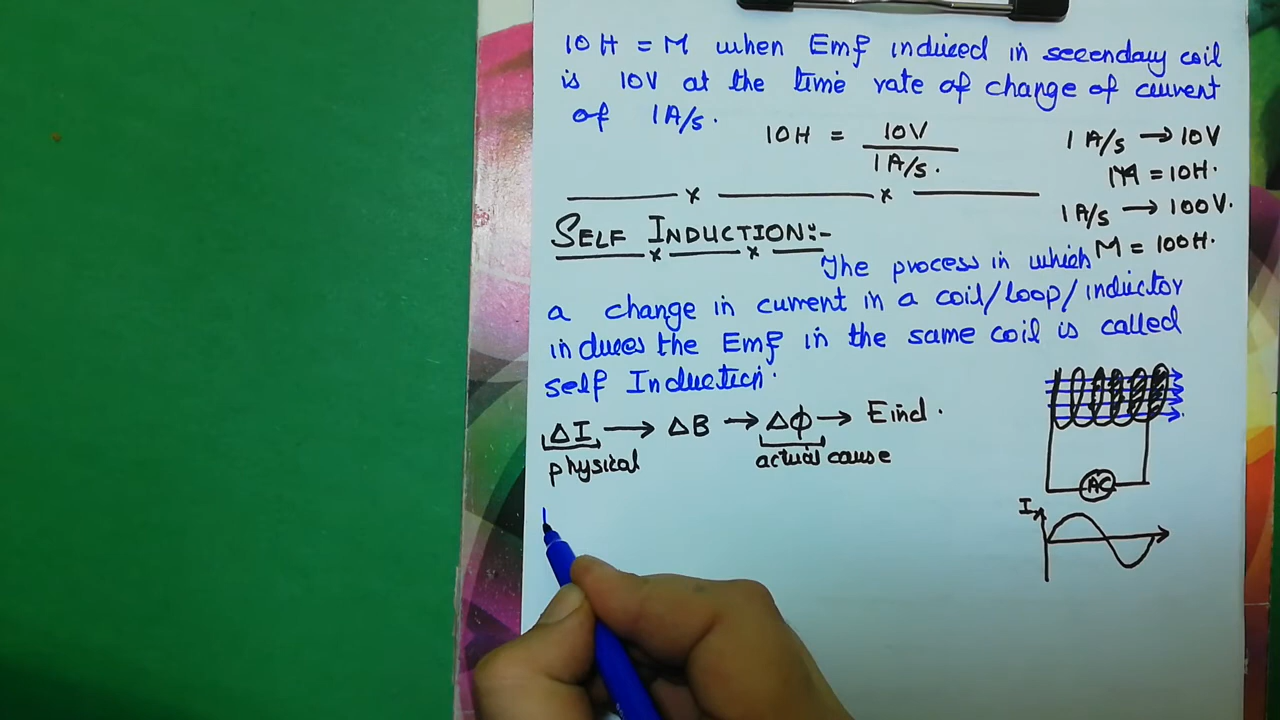 10 H = M when Emf induced in secendary coil
is 10V at the time rate of change of current
of 1A/s.
10H = 10V / 1A/s.
1 A/s → 10V
M = 10H.
1A/s → 100V.
M = 100H.
SELF INDUCTION:-
The process in which
a change in current in a coil/loop/inductor
induces the Emf in the same coil is called
self Induction.
ΔI → ΔB → Δϕ → Eind.
physical
actual cause
AC
I